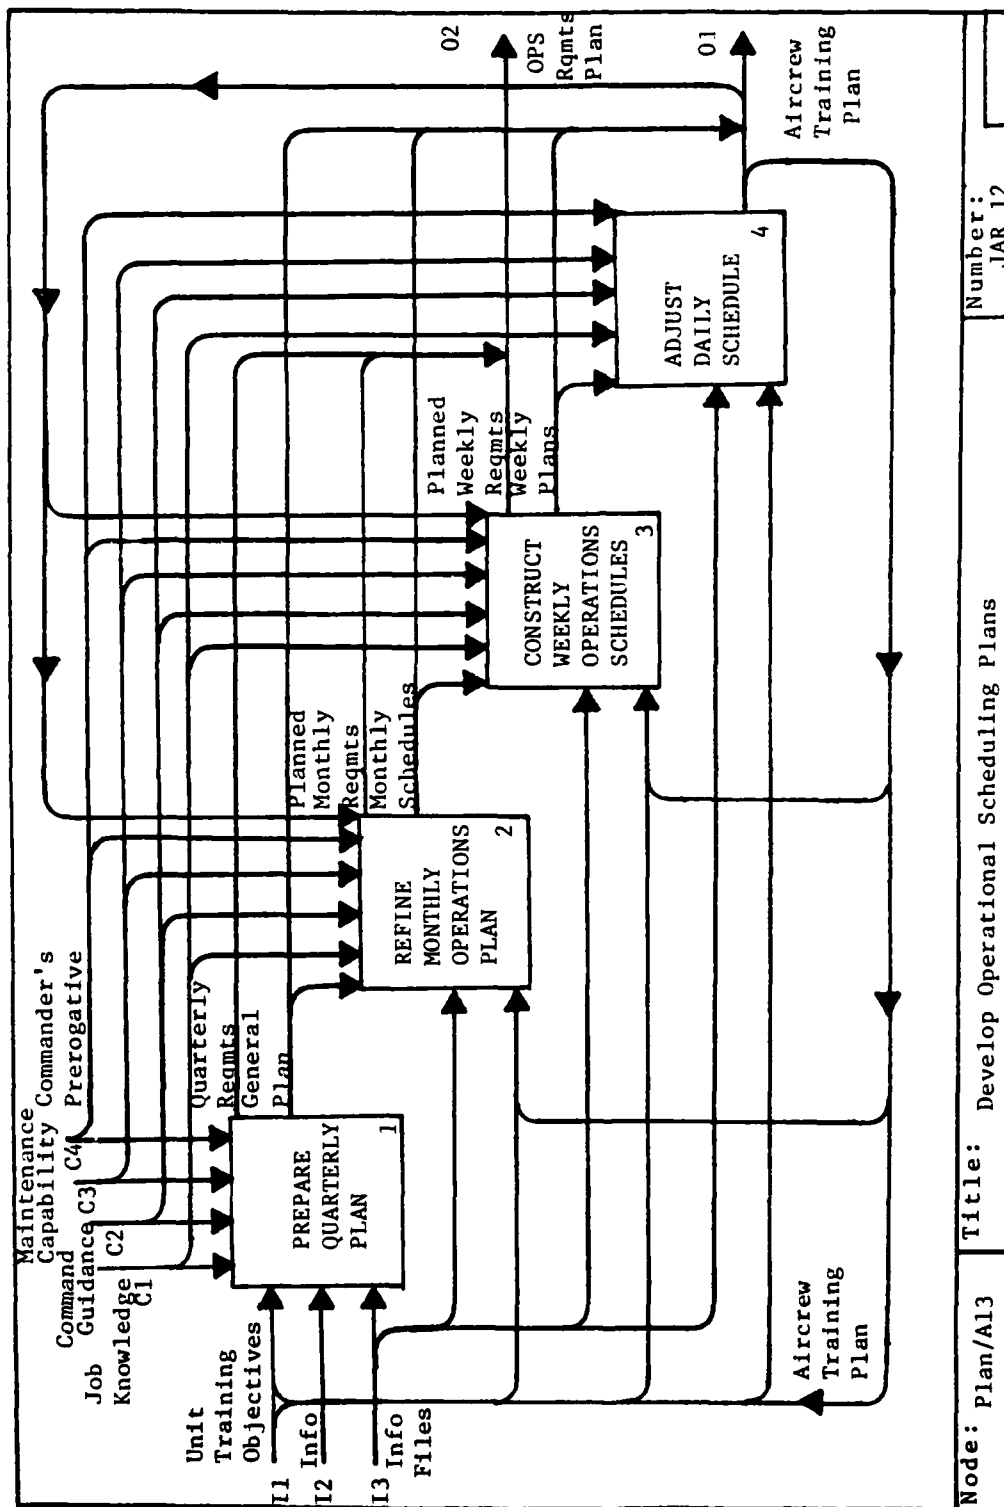 Maintenance
Capability
Commander's
Prerogative
Command
Guidance
Job
Knowledge
C4
C3
C2
C1
Unit
Training
Objectives
Info
Info
Files
I1
I2
I3
PREPARE
QUARTERLY
PLAN
1
Quarterly
Reqmts
General
Plan
REFINE
MONTHLY
OPERATIONS
PLAN
2
Planned
Monthly
Reqmts
Monthly
Schedules
CONSTRUCT
WEEKLY
OPERATIONS
SCHEDULES
3
Planned
Weekly
Reqmts
Weekly
Plans
ADJUST
DAILY
SCHEDULE
4
O2
OPS
Rqmts
Plan
O1
Aircrew
Training
Plan
Aircrew
Training
Plan
Node: Plan/A13
Title: Develop Operational Scheduling Plans
Number:
JAR 12